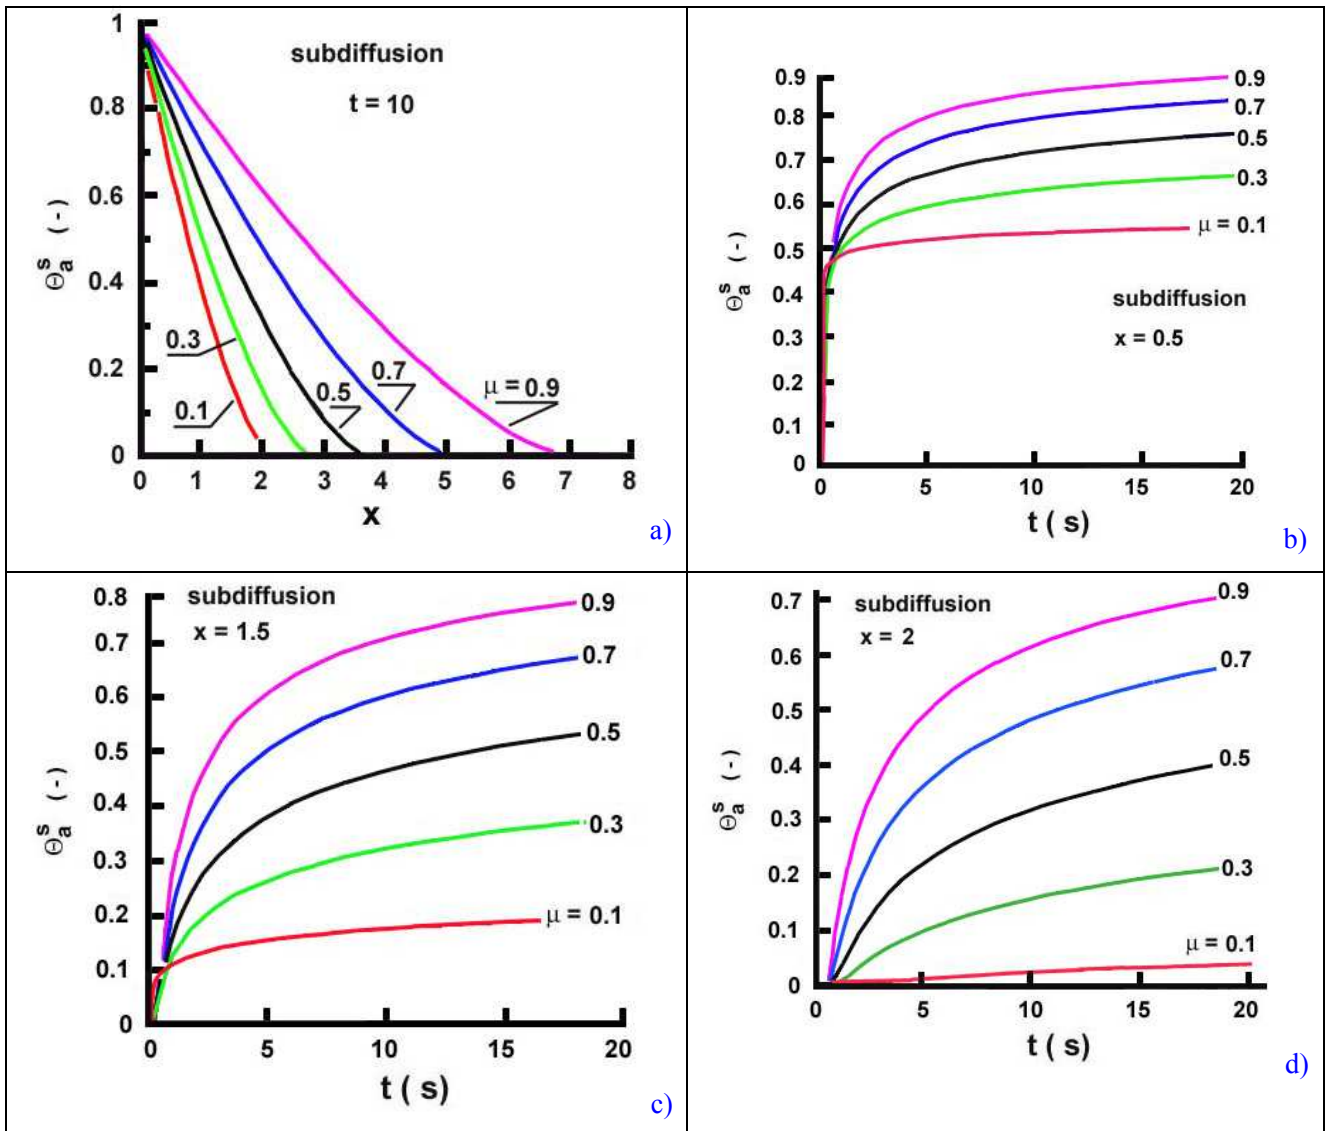 1
subdiffusion
t = 10
0.8
0.6
Θ_a^s (-)
0.4
0.3
0.2
0.1
0.5
0.7
μ = 0.9
0
0 1 2 3 4 5 6 7 8
x
a)
0.9
0.8
0.7
0.6
0.5
0.4
0.3
0.2
0.1
0
Θ_a^s (-)
0.9
0.7
0.5
0.3
μ = 0.1
subdiffusion
x = 0.5
0 5 10 15 20
t ( s)
b)
subdiffusion
x = 1.5
0.8
0.7
0.6
0.5
0.4
0.3
0.2
0.1
0
Θ_a^s (-)
0.9
0.7
0.5
0.3
μ = 0.1
0 5 10 15 20
t ( s)
c)
subdiffusion
x = 2
0.7
0.6
0.5
0.4
0.3
0.2
0.1
0
Θ_a^s (-)
0.9
0.7
0.5
0.3
μ = 0.1
0 5 10 15 20
t ( s)
d)